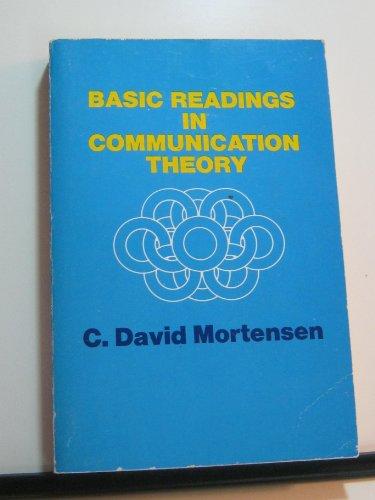 BASIC READINGS
IN
COMMUNICATION
THEORY
C. David Mortensen